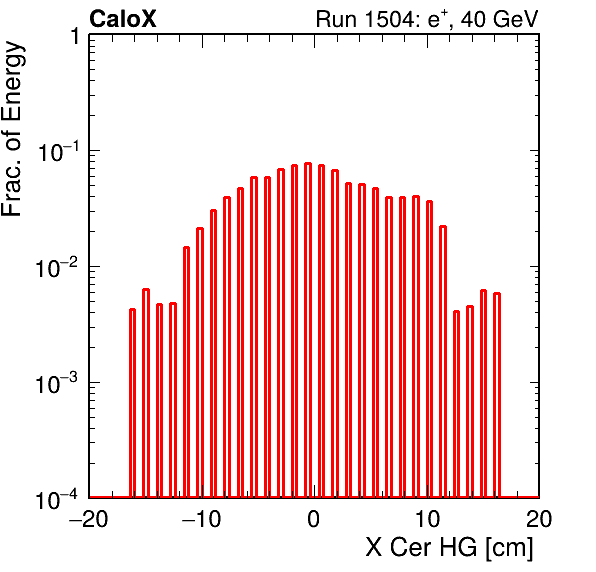 CaloX Run 1504: e⁺, 40 GeV
Frac. of Energy
1
10⁻¹
10⁻²
10⁻³
10⁻⁴
−20 −10 0 10 20
X Cer HG [cm]